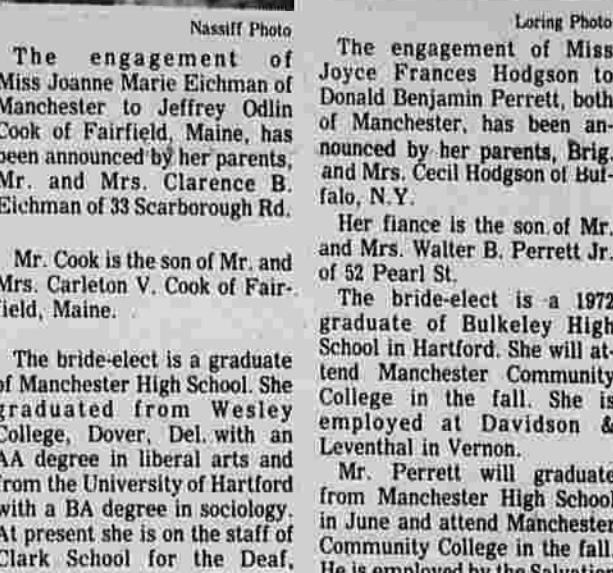 Nassiff Photo
The engagement of
Miss Joanne Marie Eichman of
Manchester to Jeffrey Odlin
Cook of Fairfield, Maine, has
been announced by her parents,
Mr. and Mrs. Clarence B.
Eichman of 33 Scarborough Rd.
Mr. Cook is the son of Mr. and
Mrs. Carleton V. Cook of Fair-
field, Maine.
The bride-elect is a graduate
of Manchester High School. She
graduated from Wesley
College, Dover, Del. with an
AA degree in liberal arts and
from the University of Hartford
with a BA degree in sociology.
At present she is on the staff of
Clark School for the Deaf,
Loring Photo
The engagement of Miss
Joyce Frances Hodgson to
Donald Benjamin Perrett, both
of Manchester, has been an-
nounced by her parents, Brig.
and Mrs. Cecil Hodgson of Buf-
falo, N.Y.
Her fiance is the son of Mr.
and Mrs. Walter B. Perrett Jr.
of 52 Pearl St.
The bride-elect is a 1972
graduate of Bulkeley High
School in Hartford. She will at-
tend Manchester Community
College in the fall. She is
employed at Davidson &
Leventhal in Vernon.
Mr. Perrett will graduate
from Manchester High School
in June and attend Manchester
Community College in the fall
He is employed by the Salvation